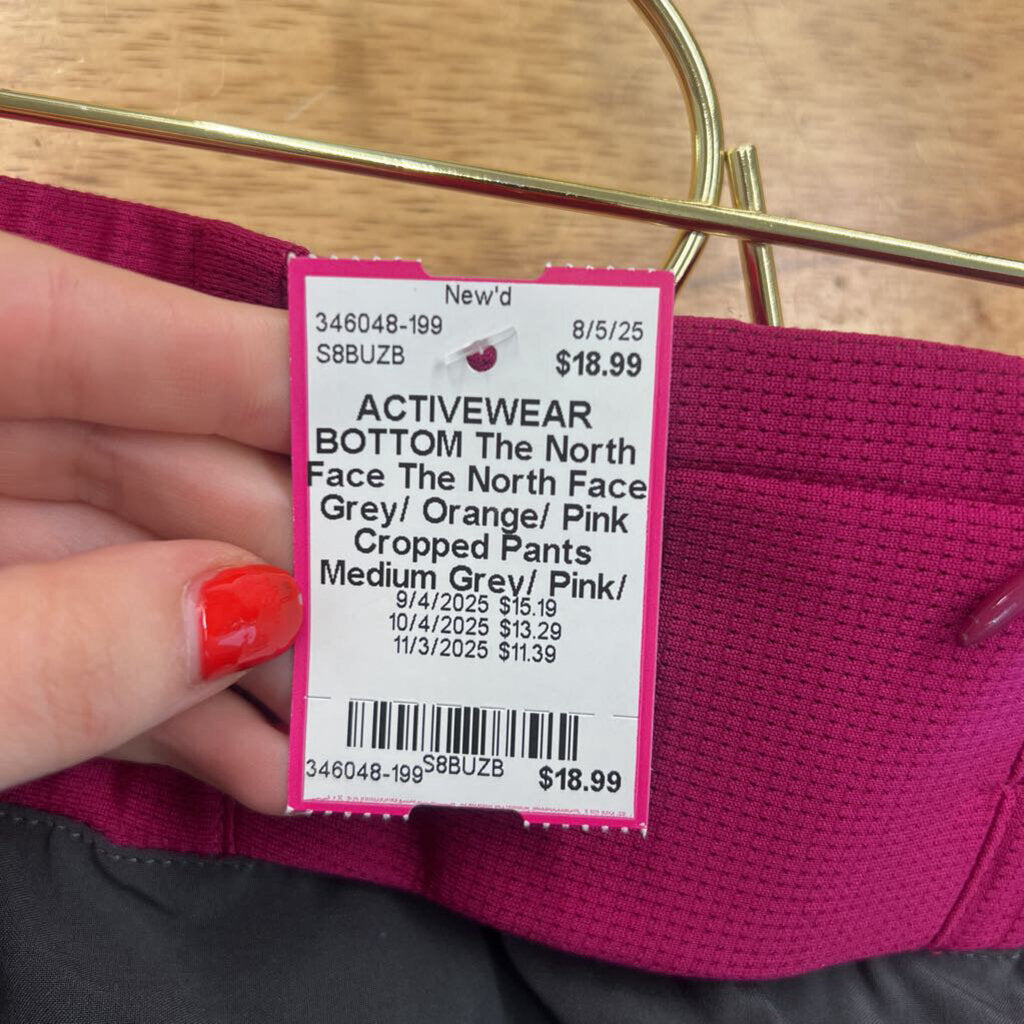 New'd
346048-199 8/5/25
S8BUZB $18.99
ACTIVEWEAR
BOTTOM The North
Face The North Face
Grey/ Orange/ Pink
Cropped Pants
Medium Grey/ Pink/
9/4/2025 $15.19
10/4/2025 $13.29
11/3/2025 $11.39
346048-199 S8BUZB $18.99